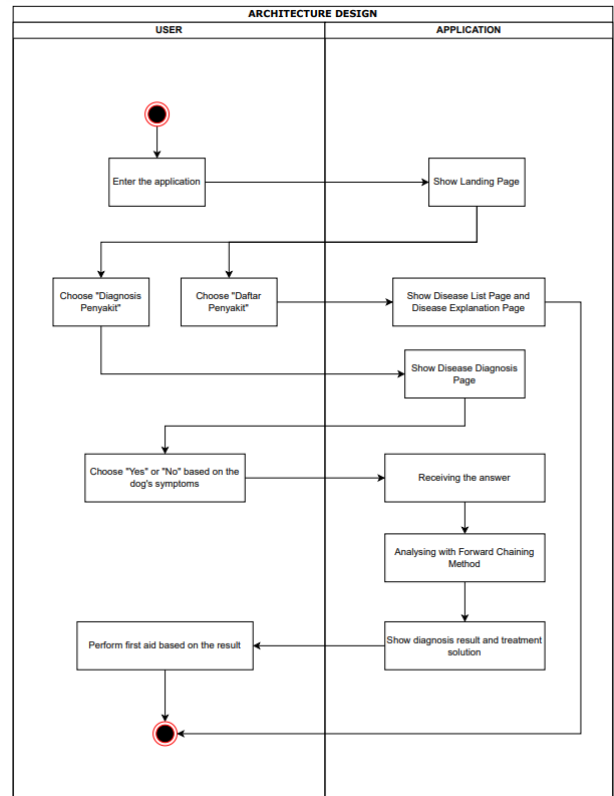 ARCHITECTURE DESIGN
USER
APPLICATION
Enter the application
Show Landing Page
Choose "Diagnosis
Penyakit"
Choose "Daftar
Penyakit"
Show Disease List Page and
Disease Explanation Page
Show Disease Diagnosis
Page
Choose "Yes" or "No" based on the
dog's symptoms
Receiving the answer
Analysing with Forward Chaining
Method
Show diagnosis result and treatment
solution
Perform first aid based on the result